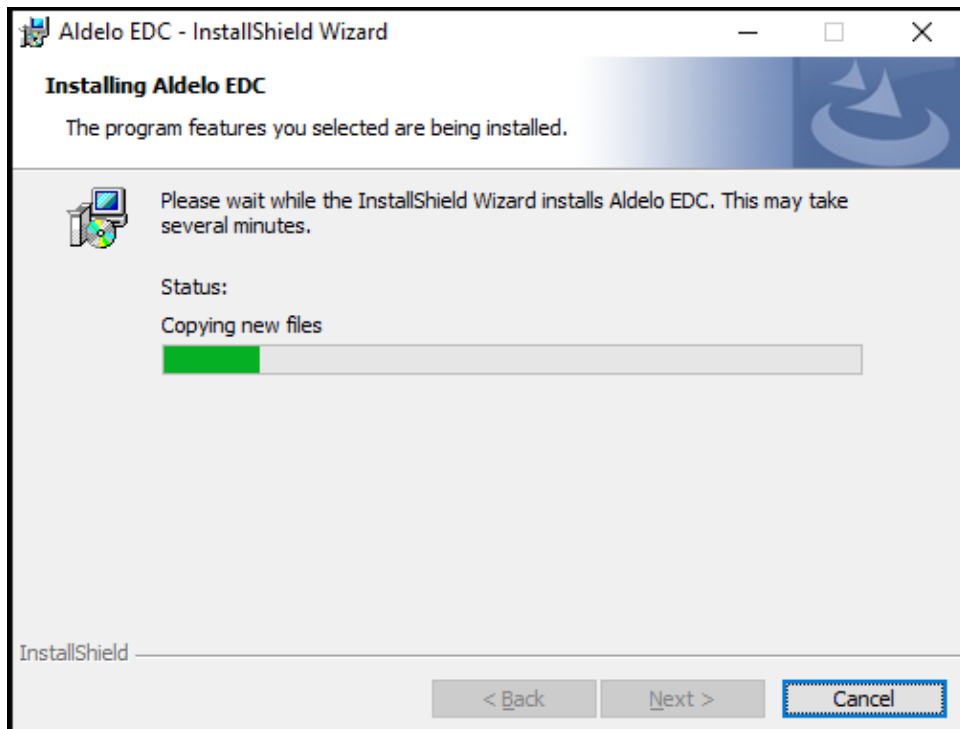 Aldelo EDC - InstallShield Wizard
Installing Aldelo EDC
The program features you selected are being installed.
Please wait while the InstallShield Wizard installs Aldelo EDC. This may take
several minutes.
Status:
Copying new files
InstallShield
< Back
Next >
Cancel